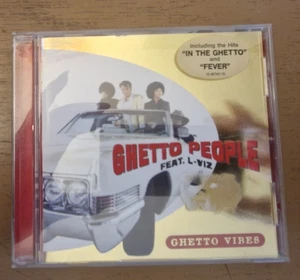 Including the Hits
"IN THE GHETTO"
and
"FEVER"
GHETTO PEOPLE
FEAT. L-VIZ
GHETTO VIBES